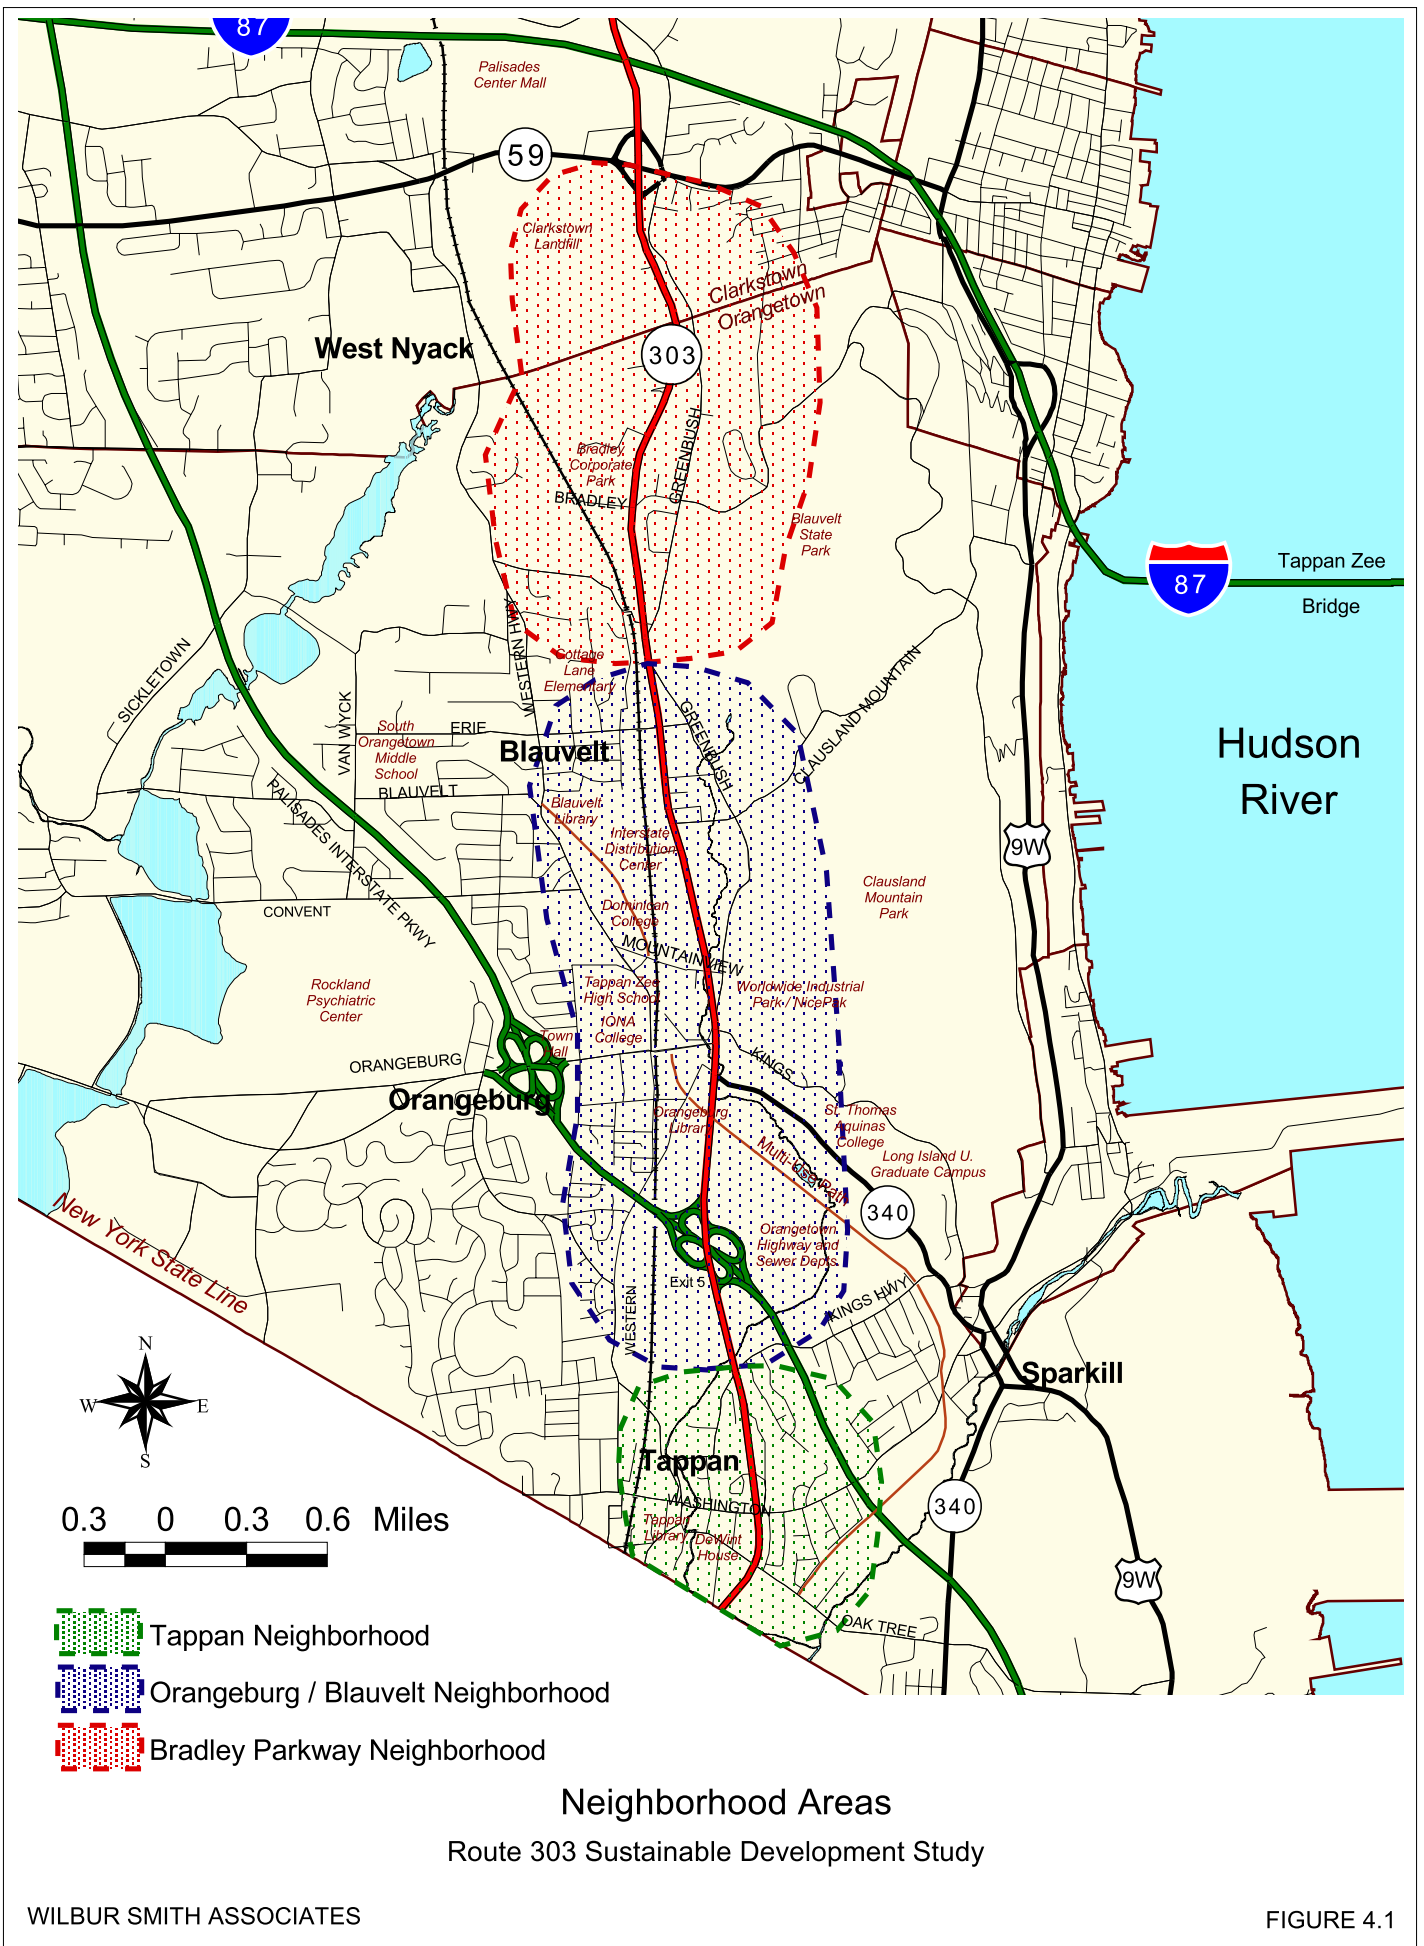 87
Palisades
Center Mall
59
Clarkstown
Landfill
Clarkstown
Orangetown
West Nyack
303
GREENBUSH
Bradley
Corporate
Park
BRADLEY
Blauvelt
State
Park
Tappan Zee
87
Bridge
WESTERN HWY
SICKLETOWN
Cottage
Lane
Elementary
CLAUSLAND MOUNTAIN
VAN WYCK
South
Orangetown
Middle
School
ERIE
GREENBUSH
Blauvelt
Hudson
River
BLAUVELT
PALISADES INTERSTATE PKWY
Blauvelt
Library
Interstate
Distribution
Center
9W
Clausland
Mountain
Park
CONVENT
Dominican
College
MOUNTAINVIEW
Rockland
Psychiatric
Center
Tappan Zee
High School
Worldwide Industrial
Park / NicePak
IONA
College
Town
Hall
ORANGEBURG
KINGS
Orangeburg
Orangeburg
Library
St. Thomas
Aquinas
College
Multi-Use Path
Long Island U.
Graduate Campus
340
New York State Line
Orangetown
Highway and
Sewer Depts.
Exit 5
KINGS HWY
WESTERN
N
W
E
S
Sparkill
Tappan
WASHINGTON
340
Tappan
Library
DeWint
House
0.3 0 0.3 0.6 Miles
9W
OAK TREE
Tappan Neighborhood
Orangeburg / Blauvelt Neighborhood
Bradley Parkway Neighborhood
Neighborhood Areas
Route 303 Sustainable Development Study
WILBUR SMITH ASSOCIATES
FIGURE 4.1